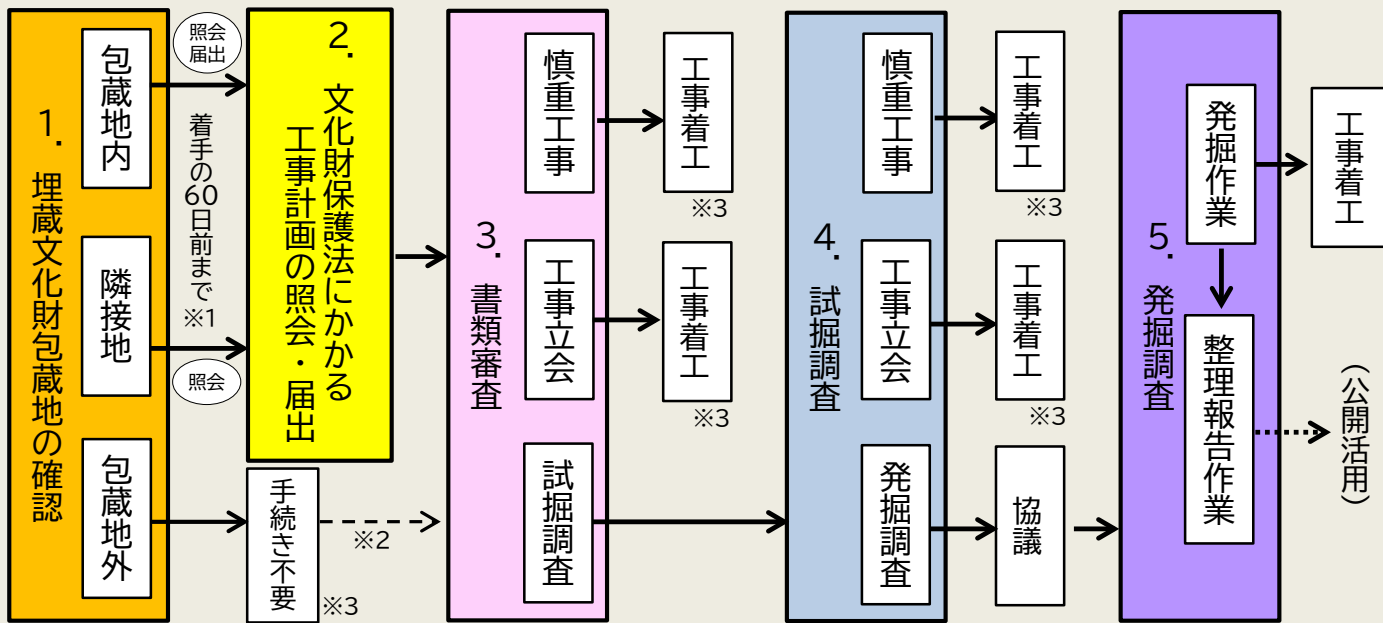 1．埋蔵文化財包蔵地の確認
包蔵地内
隣接地
包蔵地外
照会
届出
着手の60日前まで
※1
照会
2．文化財保護法にかかる
工事計画の照会・届出
手続き不要
※3
※2
3．書類審査
慎重工事
工事着工
※3
工事立会
工事着工
※3
試掘調査
4．試掘調査
慎重工事
工事着工
※3
工事立会
工事着工
※3
発掘調査
協議
5．発掘調査
発掘作業
工事着工
整理報告作業
（公開活用）